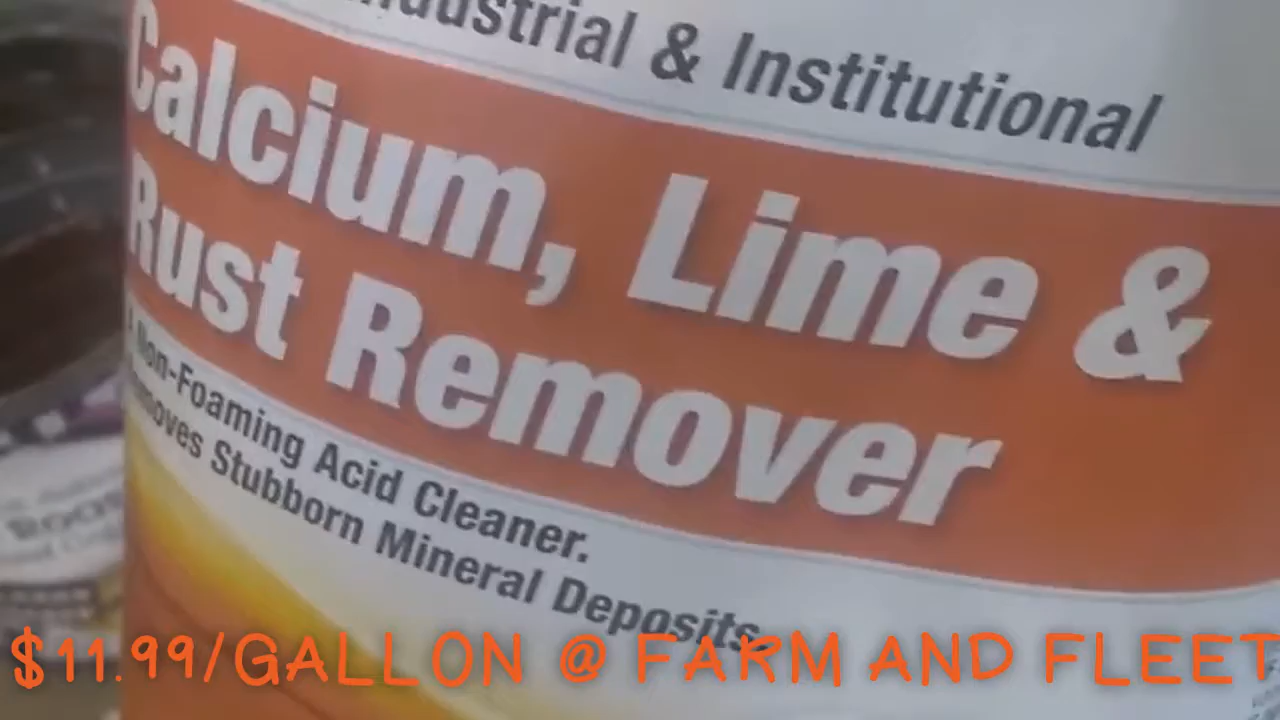 Industrial & Institutional
Calcium, Lime &
Rust Remover
Non-Foaming Acid Cleaner.
Removes Stubborn Mineral Deposits.
$11.99/GALLON @ FARM AND FLEET